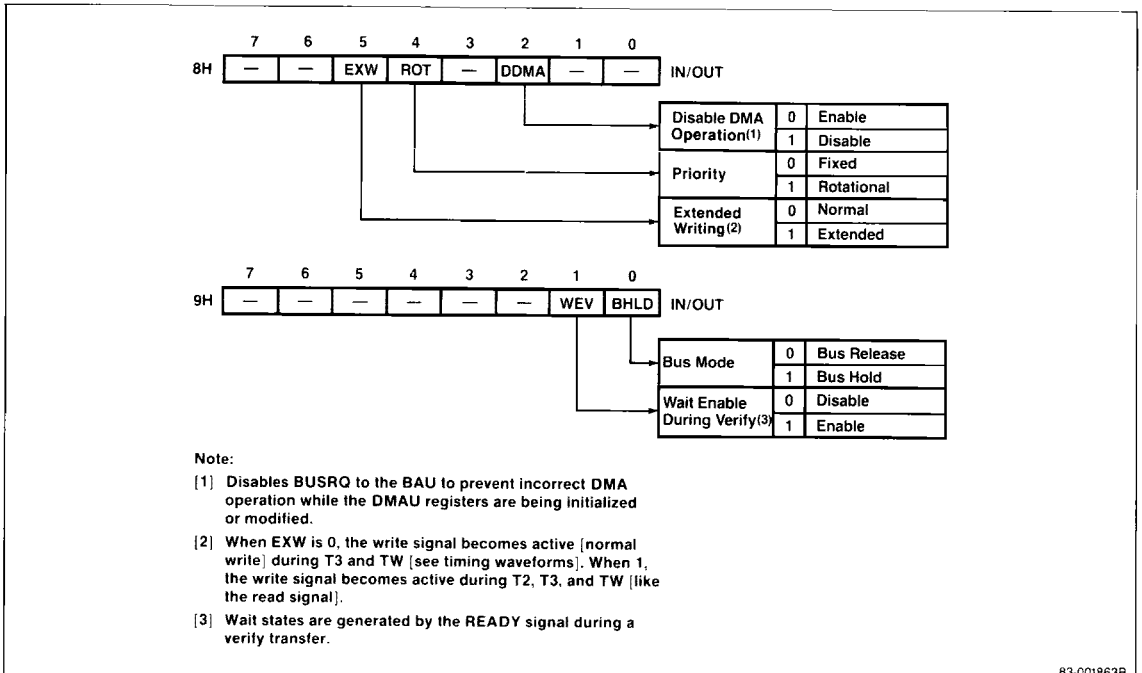 7 6 5 4 3 2 1 0
8H — — EXW ROT — DDMA — — IN/OUT
Disable DMA Operation(1) 0 Enable
1 Disable
Priority 0 Fixed
1 Rotational
Extended Writing(2) 0 Normal
1 Extended
7 6 5 4 3 2 1 0
9H — — — — — — WEV BHLD IN/OUT
Bus Mode 0 Bus Release
1 Bus Hold
Wait Enable During Verify(3) 0 Disable
1 Enable
Note:
[1] Disables BUSRQ to the BAU to prevent incorrect DMA
operation while the DMAU registers are being initialized
or modified.
[2] When EXW is 0, the write signal becomes active [normal
write] during T3 and TW [see timing waveforms]. When 1,
the write signal becomes active during T2, T3, and TW [like
the read signal].
[3] Wait states are generated by the READY signal during a
verify transfer.
83-001863B